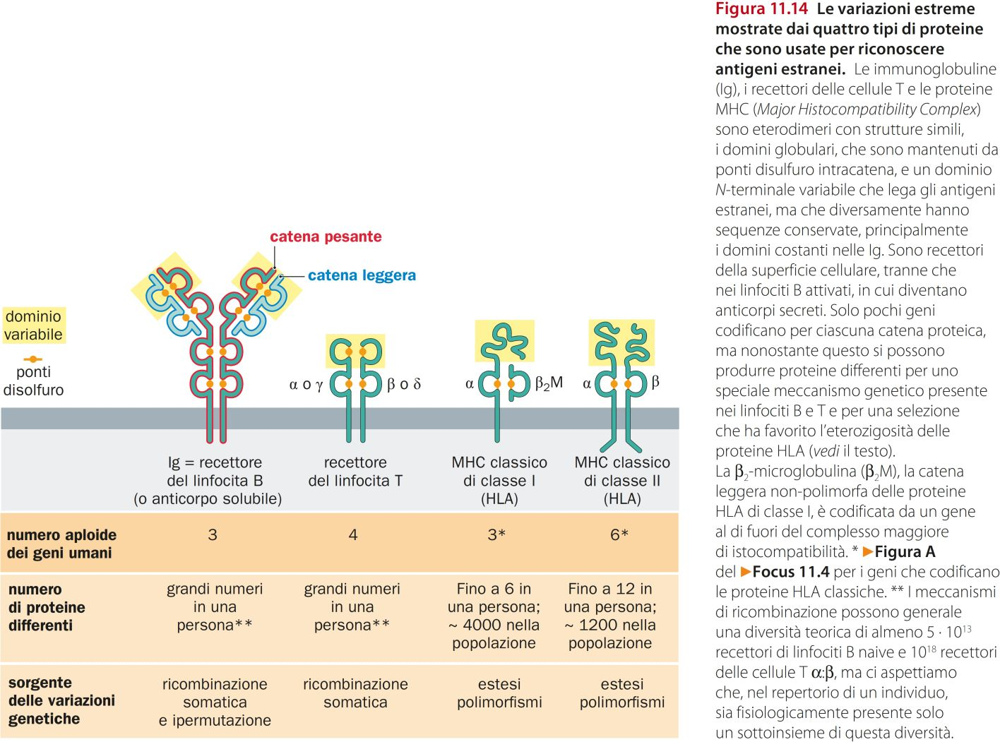 Figura 11.14 Le variazioni estreme
mostrate dai quattro tipi di proteine
che sono usate per riconoscere
antigeni estranei. Le immunoglobuline
(Ig), i recettori delle cellule T e le proteine
MHC (Major Histocompatibility Complex)
sono eterodimeri con strutture simili,
i domini globulari, che sono mantenuti da
ponti disulfuro intracatena, e un dominio
N-terminale variabile che lega gli antigeni
estranei, ma che diversamente hanno
sequenze conservate, principalmente
i domini costanti nelle Ig. Sono recettori
della superficie cellulare, tranne che
nei linfociti B attivati, in cui diventano
anticorpi secreti. Solo pochi geni
codificano per ciascuna catena proteica,
ma nonostante questo si possono
produrre proteine differenti per uno
speciale meccanismo genetico presente
nei linfociti B e T e per una selezione
che ha favorito l'eterozigosità delle
proteine HLA (vedi il testo).
La β₂-microglobulina (β₂M), la catena
leggera non-polimorfa delle proteine
HLA di classe I, è codificata da un gene
al di fuori del complesso maggiore
di istocompatibilità. * ▶Figura A
del ▶Focus 11.4 per i geni che codificano
le proteine HLA classiche. ** I meccanismi
di ricombinazione possono generale
una diversità teorica di almeno 5 · 10¹³
recettori di linfociti B naive e 10¹⁸ recettori
delle cellule T α:β, ma ci aspettiamo
che, nel repertorio di un individuo,
sia fisiologicamente presente solo
un sottoinsieme di questa diversità.
catena pesante
catena leggera
dominio
variabile
ponti
disolfuro
α o γ
β o δ
α
β₂M
α
β
Ig = recettore
del linfocita B
(o anticorpo solubile)
recettore
del linfocita T
MHC classico
di classe I
(HLA)
MHC classico
di classe II
(HLA)
numero aploide
dei geni umani
3
4
3*
6*
numero
di proteine
differenti
grandi numeri
in una
persona**
grandi numeri
in una
persona**
Fino a 6 in
una persona;
~ 4000 nella
popolazione
Fino a 12 in
una persona;
~ 1200 nella
popolazione
sorgente
delle variazioni
genetiche
ricombinazione
somatica
e ipermutazione
ricombinazione
somatica
estesi
polimorfismi
estesi
polimorfismi